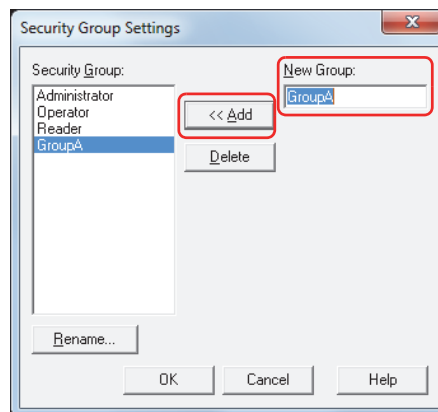 Security Group Settings
x
Security Group:
New Group:
Administrator
Operator
Reader
GroupA
GroupA
<< Add
Delete
Rename...
OK
Cancel
Help